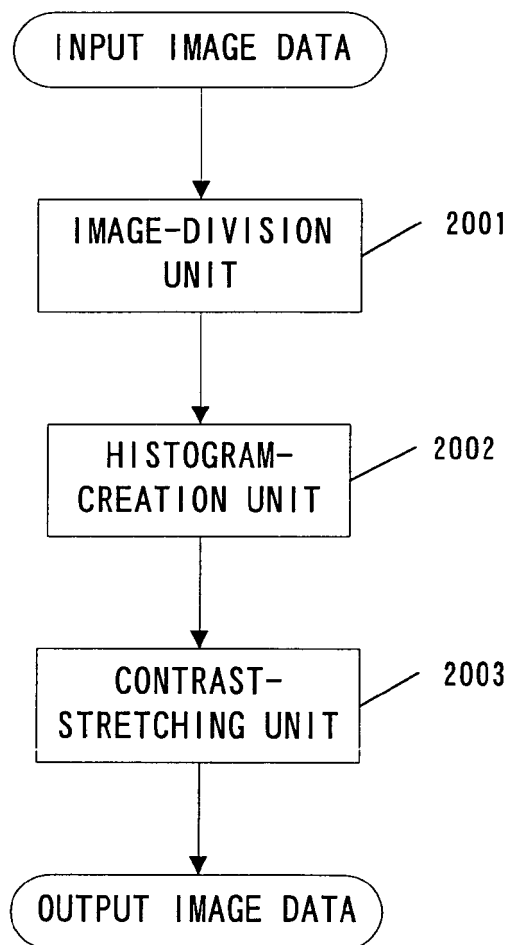 INPUT IMAGE DATA
IMAGE-DIVISION
UNIT
2001
HISTOGRAM-
CREATION UNIT
2002
CONTRAST-
STRETCHING UNIT
2003
OUTPUT IMAGE DATA